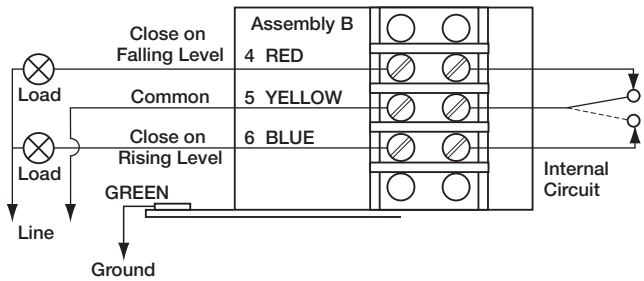 Assembly B
Close on
Falling Level
4 RED
Load
Common
5 YELLOW
Close on
Rising Level
6 BLUE
Load
GREEN
Line
Ground
Internal
Circuit